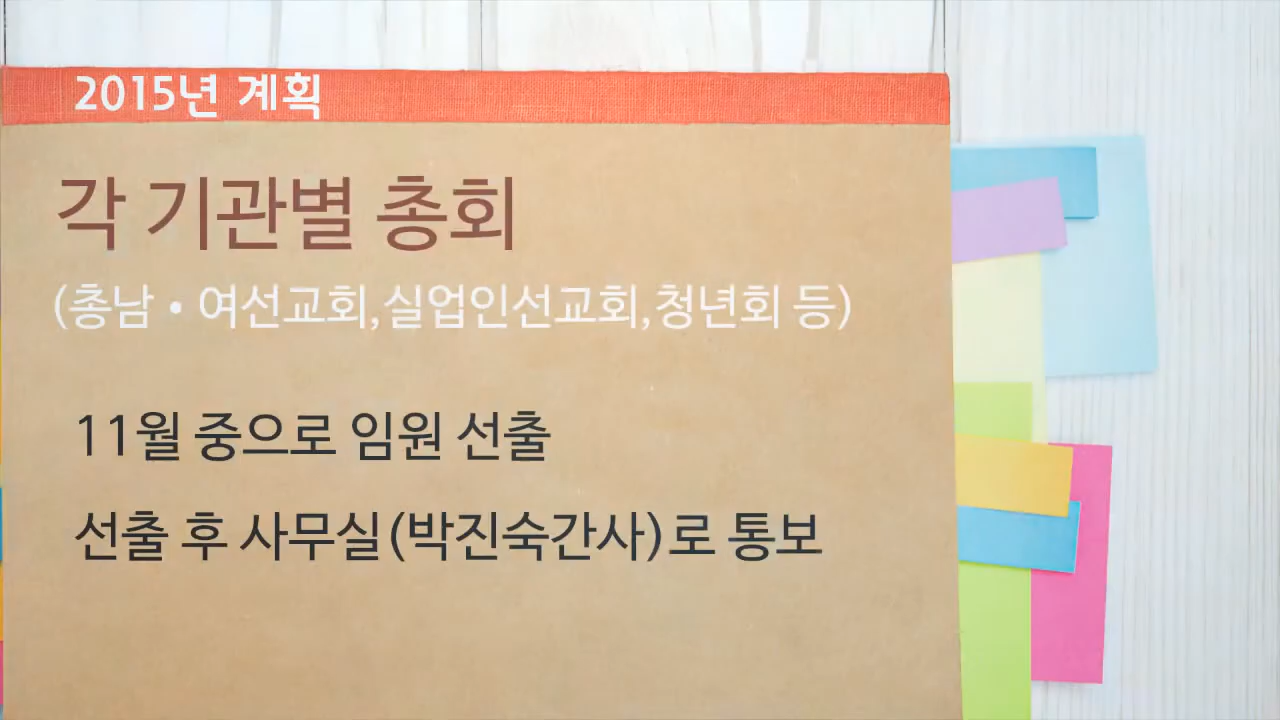 2015년 계획
각 기관별 총회
(총남•여선교회,실업인선교회,청년회 등)
11월 중으로 임원 선출
선출 후 사무실(박진숙간사)로 통보